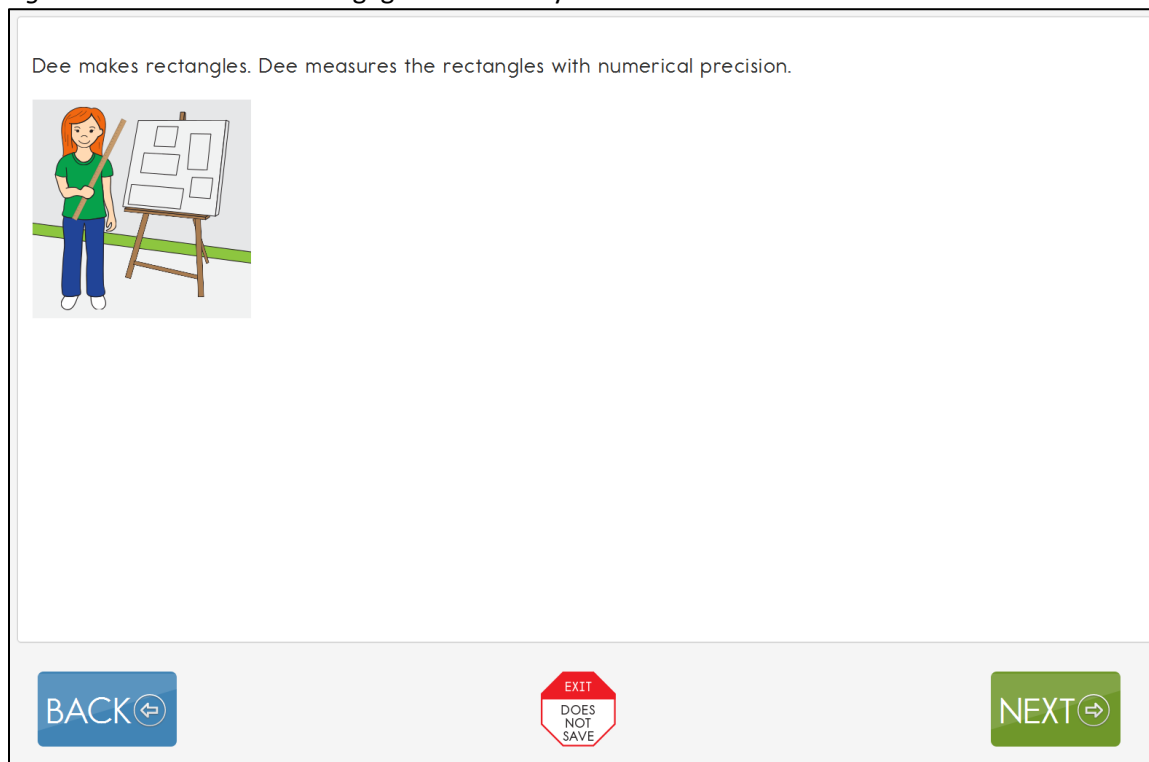 Dee makes rectangles. Dee measures the rectangles with numerical precision.
BACK
EXIT
DOES
NOT
SAVE
NEXT